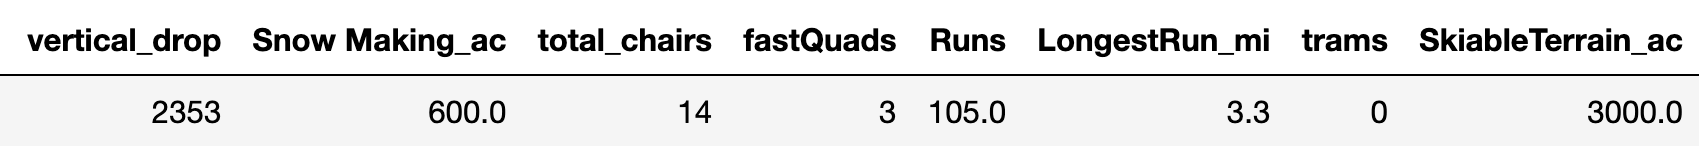 vertical_drop Snow Making_ac total_chairs fastQuads Runs LongestRun_mi trams SkiableTerrain_ac
2353 600.0 14 3 105.0 3.3 0 3000.0